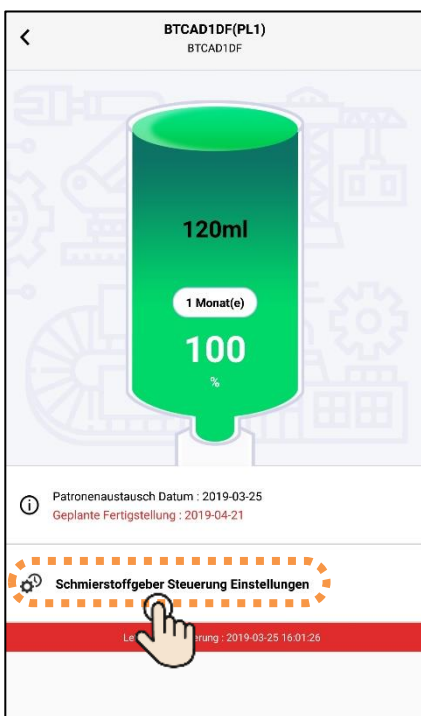 BTCAD1DF(PL1)
BTCAD1DF
120ml
1 Monat(e)
100
%
Patronenaustausch Datum : 2019-03-25
Geplante Fertigstellung : 2019-04-21
Schmierstoffgeber Steuerung Einstellungen
: 2019-03-25 16:01:26